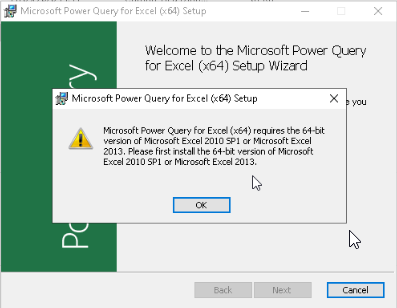 Microsoft Power Query for Excel (x64) Setup
Welcome to the Microsoft Power Query
for Excel (x64) Setup Wizard
you
Microsoft Power Query for Excel (x64) Setup
Microsoft Power Query for Excel (x64) requires the 64-bit
version of Microsoft Excel 2010 SP1 or Microsoft Excel
2013. Please first install the 64-bit version of Microsoft
Excel 2010 SP1 or Microsoft Excel 2013.
OK
Back
Next
Cancel